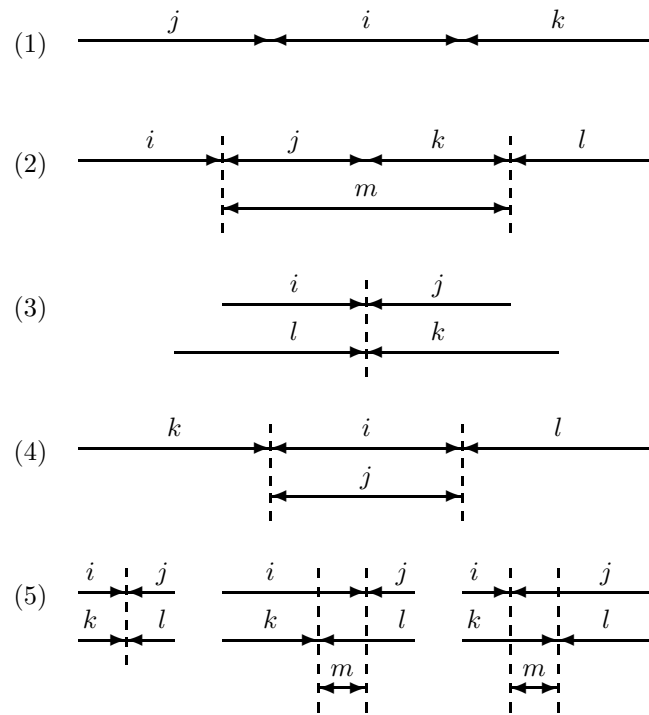 (1) j i k
(2) i j k l
m
(3) i j
l k
(4) k i l
j
(5) i j i j i j
k l k l k l
m m